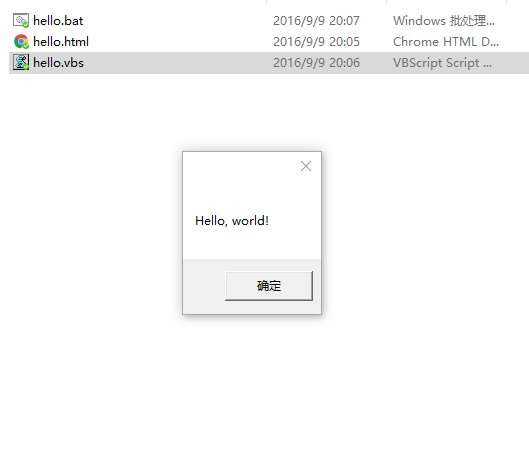 hello.bat 2016/9/9 20:07 Windows 批处理...
hello.html 2016/9/9 20:05 Chrome HTML D...
hello.vbs 2016/9/9 20:06 VBScript Script ...
Hello, world!
确定